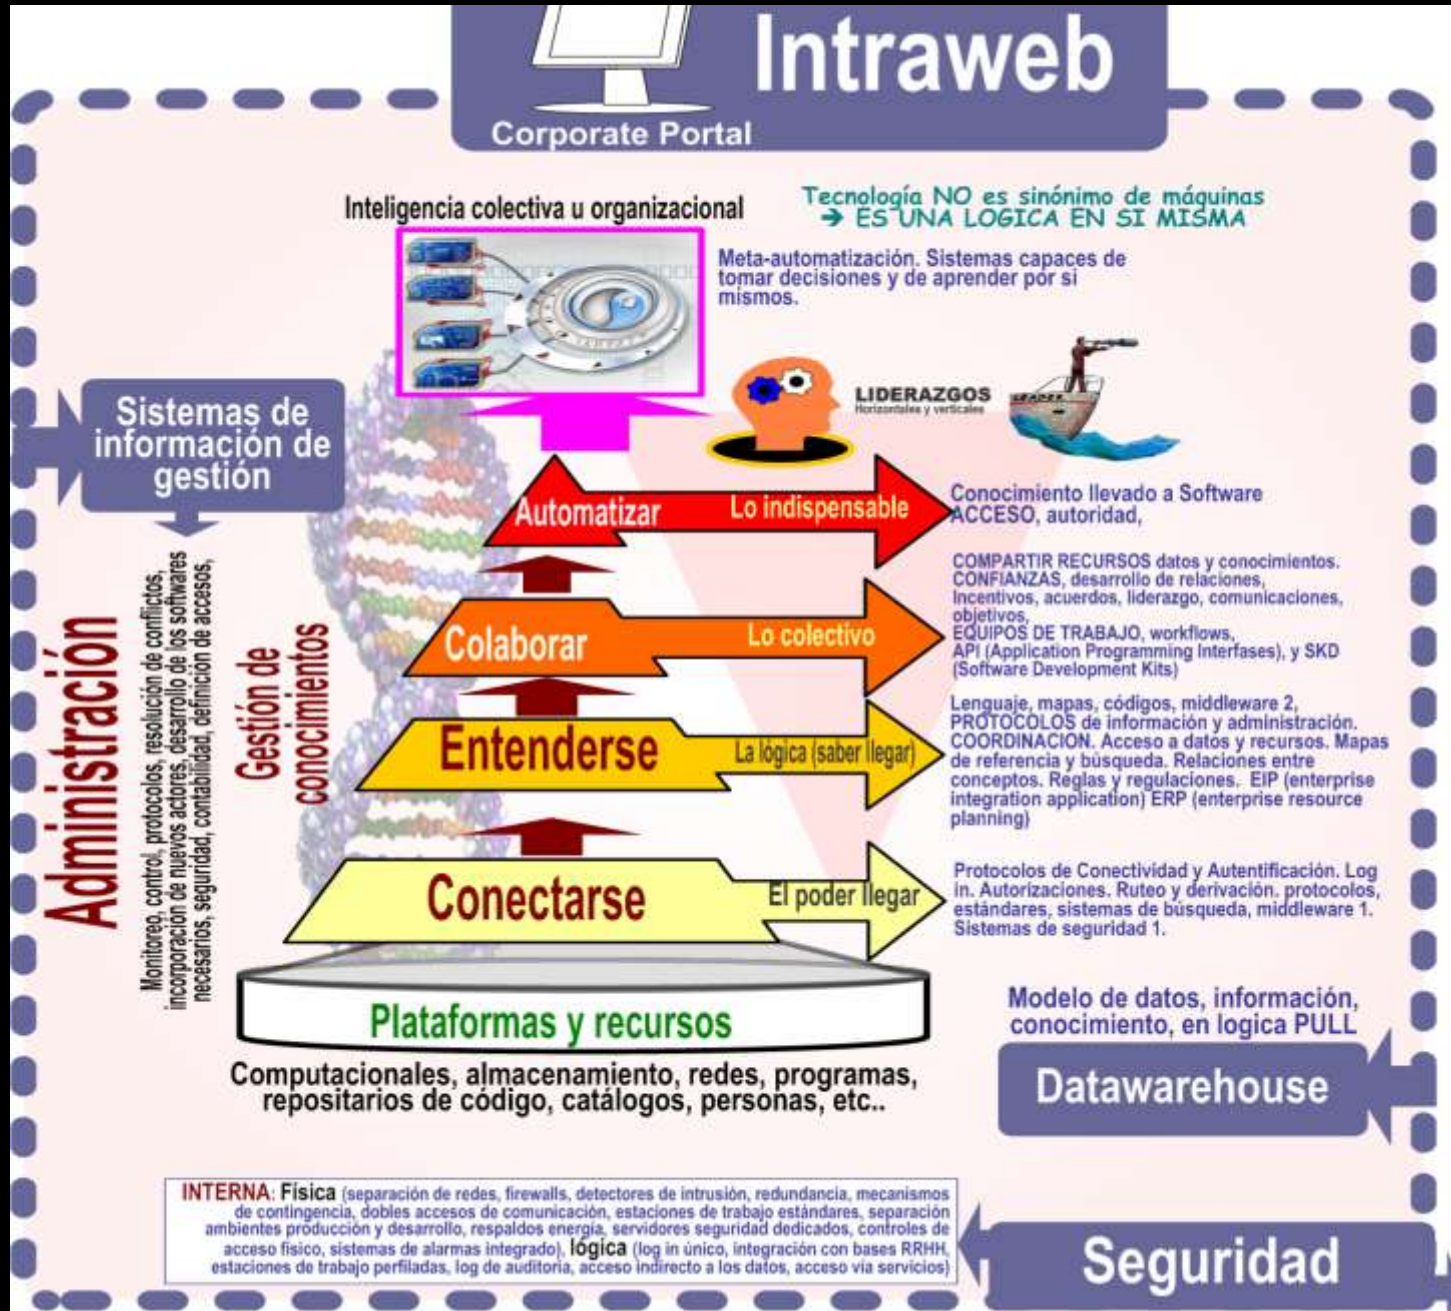 Intraweb
Corporate Portal
Inteligencia colectiva u organizacional
Tecnología NO es sinónimo de máquinas
→ ES UNA LOGICA EN SI MISMA
Meta-automatización. Sistemas capaces de
tomar decisiones y de aprender por si
mismos.
LIDERAZGOS
Horizontales y verticales
LEADER
Sistemas de
información de
gestión
Automatizar
Lo indispensable
Conocimiento llevado a Software
ACCESO, autoridad,
Administración
Monitoreo, control, protocolos, resolución de conflictos,
incorporación de nuevos actores, desarrollo de los softwares
necesarios, seguridad, contabilidad, definición de accesos,
Gestión de
conocimientos
Colaborar
Lo colectivo
COMPARTIR RECURSOS datos y conocimientos.
CONFIANZAS, desarrollo de relaciones,
Incentivos, acuerdos, liderazgo, comunicaciones,
objetivos,
EQUIPOS DE TRABAJO, workflows,
API (Application Programming Interfases), y SKD
(Software Development Kits)
Entenderse
La lógica (saber llegar)
Lenguaje, mapas, códigos, middleware 2,
PROTOCOLOS de información y administración.
COORDINACION. Acceso a datos y recursos. Mapas
de referencia y búsqueda. Relaciones entre
conceptos. Reglas y regulaciones. EIP (enterprise
integration application) ERP (enterprise resource
planning)
Conectarse
El poder llegar
Protocolos de Conectividad y Autentificación. Log
in. Autorizaciones. Ruteo y derivación. protocolos,
estándares, sistemas de búsqueda, middleware 1.
Sistemas de seguridad 1.
Plataformas y recursos
Computacionales, almacenamiento, redes, programas,
repositarios de código, catálogos, personas, etc..
Modelo de datos, información,
conocimiento, en logica PULL
Datawarehouse
INTERNA: Física (separación de redes, firewalls, detectores de intrusión, redundancia, mecanismos
de contingencia, dobles accesos de comunicación, estaciones de trabajo estándares, separación
ambientes producción y desarrollo, respaldos energía, servidores seguridad dedicados, controles de
acceso físico, sistemas de alarmas integrado), lógica (log in único, integración con bases RRHH,
estaciones de trabajo perfiladas, log de auditoria, acceso indirecto a los datos, acceso vía servicios)
Seguridad